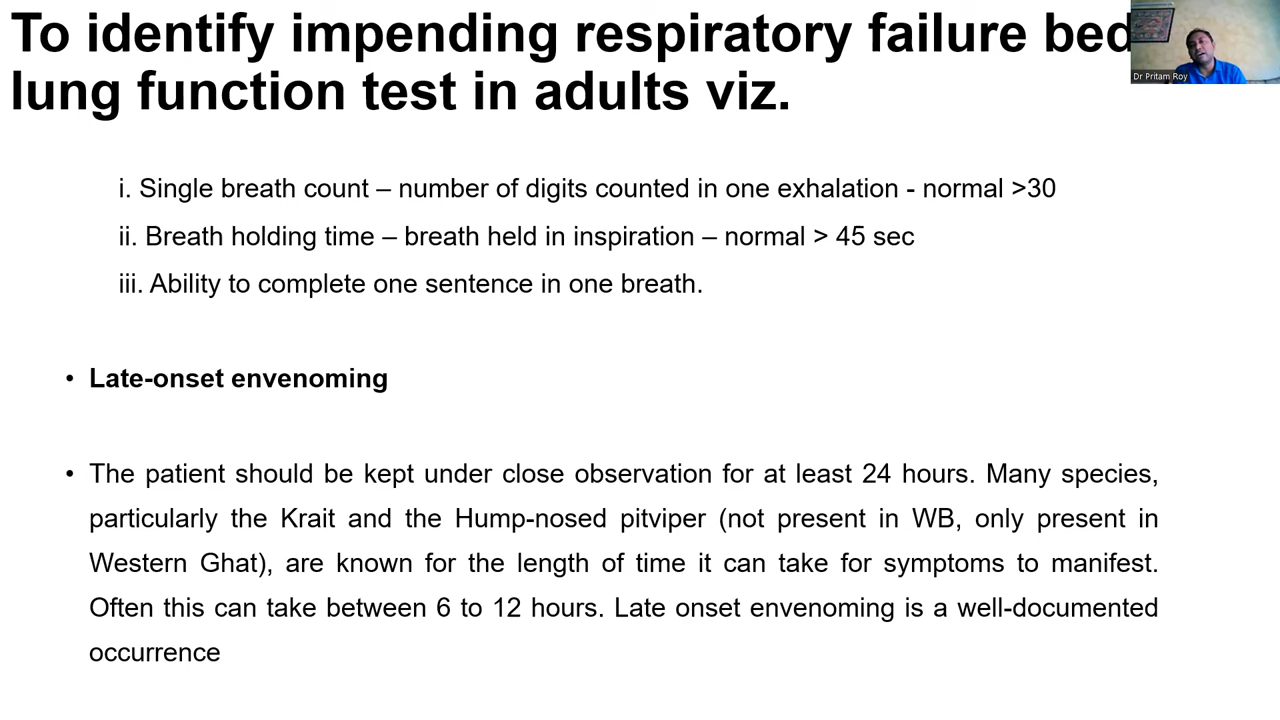 To identify impending respiratory failure bed
lung function test in adults viz.
Dr Pritam Roy
i. Single breath count – number of digits counted in one exhalation - normal >30
ii. Breath holding time – breath held in inspiration – normal > 45 sec
iii. Ability to complete one sentence in one breath.
• Late-onset envenoming
• The patient should be kept under close observation for at least 24 hours. Many species,
particularly the Krait and the Hump-nosed pitviper (not present in WB, only present in
Western Ghat), are known for the length of time it can take for symptoms to manifest.
Often this can take between 6 to 12 hours. Late onset envenoming is a well-documented
occurrence